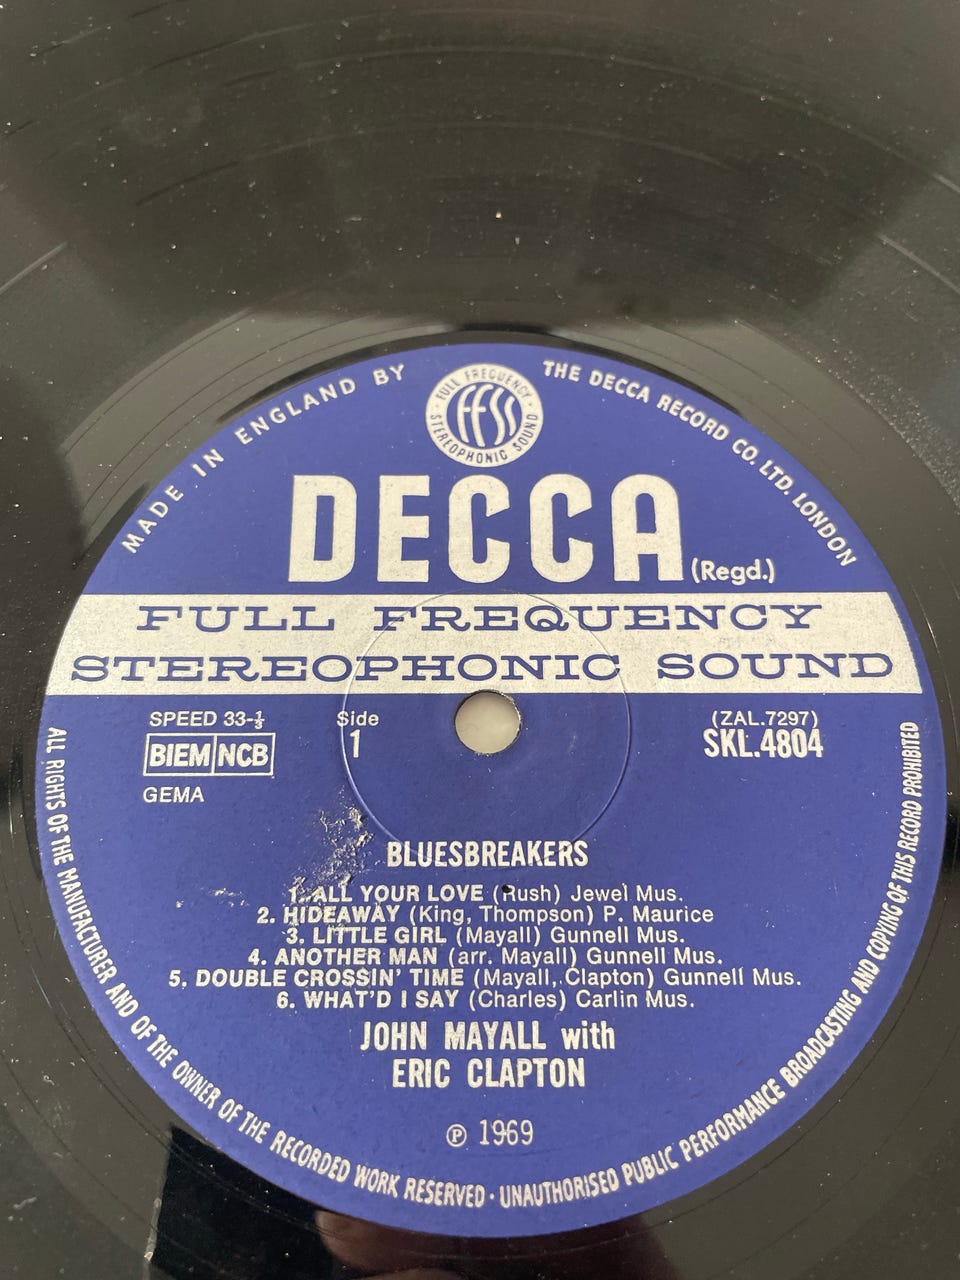 MADE IN ENGLAND BY
THE DECCA RECORD CO. LTD. LONDON
FULL FREQUENCY
FFSS
STEREOPHONIC SOUND
DECCA (Regd.)
FULL FREQUENCY
STEREOPHONIC SOUND
SPEED 33-⅓
BIEM NCB
GEMA
Side
1
(ZAL.7297)
SKL.4804
BLUESBREAKERS
1. ALL YOUR LOVE (Rush) Jewel Mus.
2. HIDEAWAY (King, Thompson) P. Maurice
3. LITTLE GIRL (Mayall) Gunnell Mus.
4. ANOTHER MAN (arr. Mayall) Gunnell Mus.
5. DOUBLE CROSSIN' TIME (Mayall, Clapton) Gunnell Mus.
6. WHAT'D I SAY (Charles) Carlin Mus.
JOHN MAYALL with
ERIC CLAPTON
℗ 1969
ALL RIGHTS OF THE MANUFACTURER AND OF THE OWNER OF THE RECORDED WORK RESERVED · UNAUTHORISED PUBLIC PERFORMANCE BROADCASTING AND COPYING OF THIS RECORD PROHIBITED